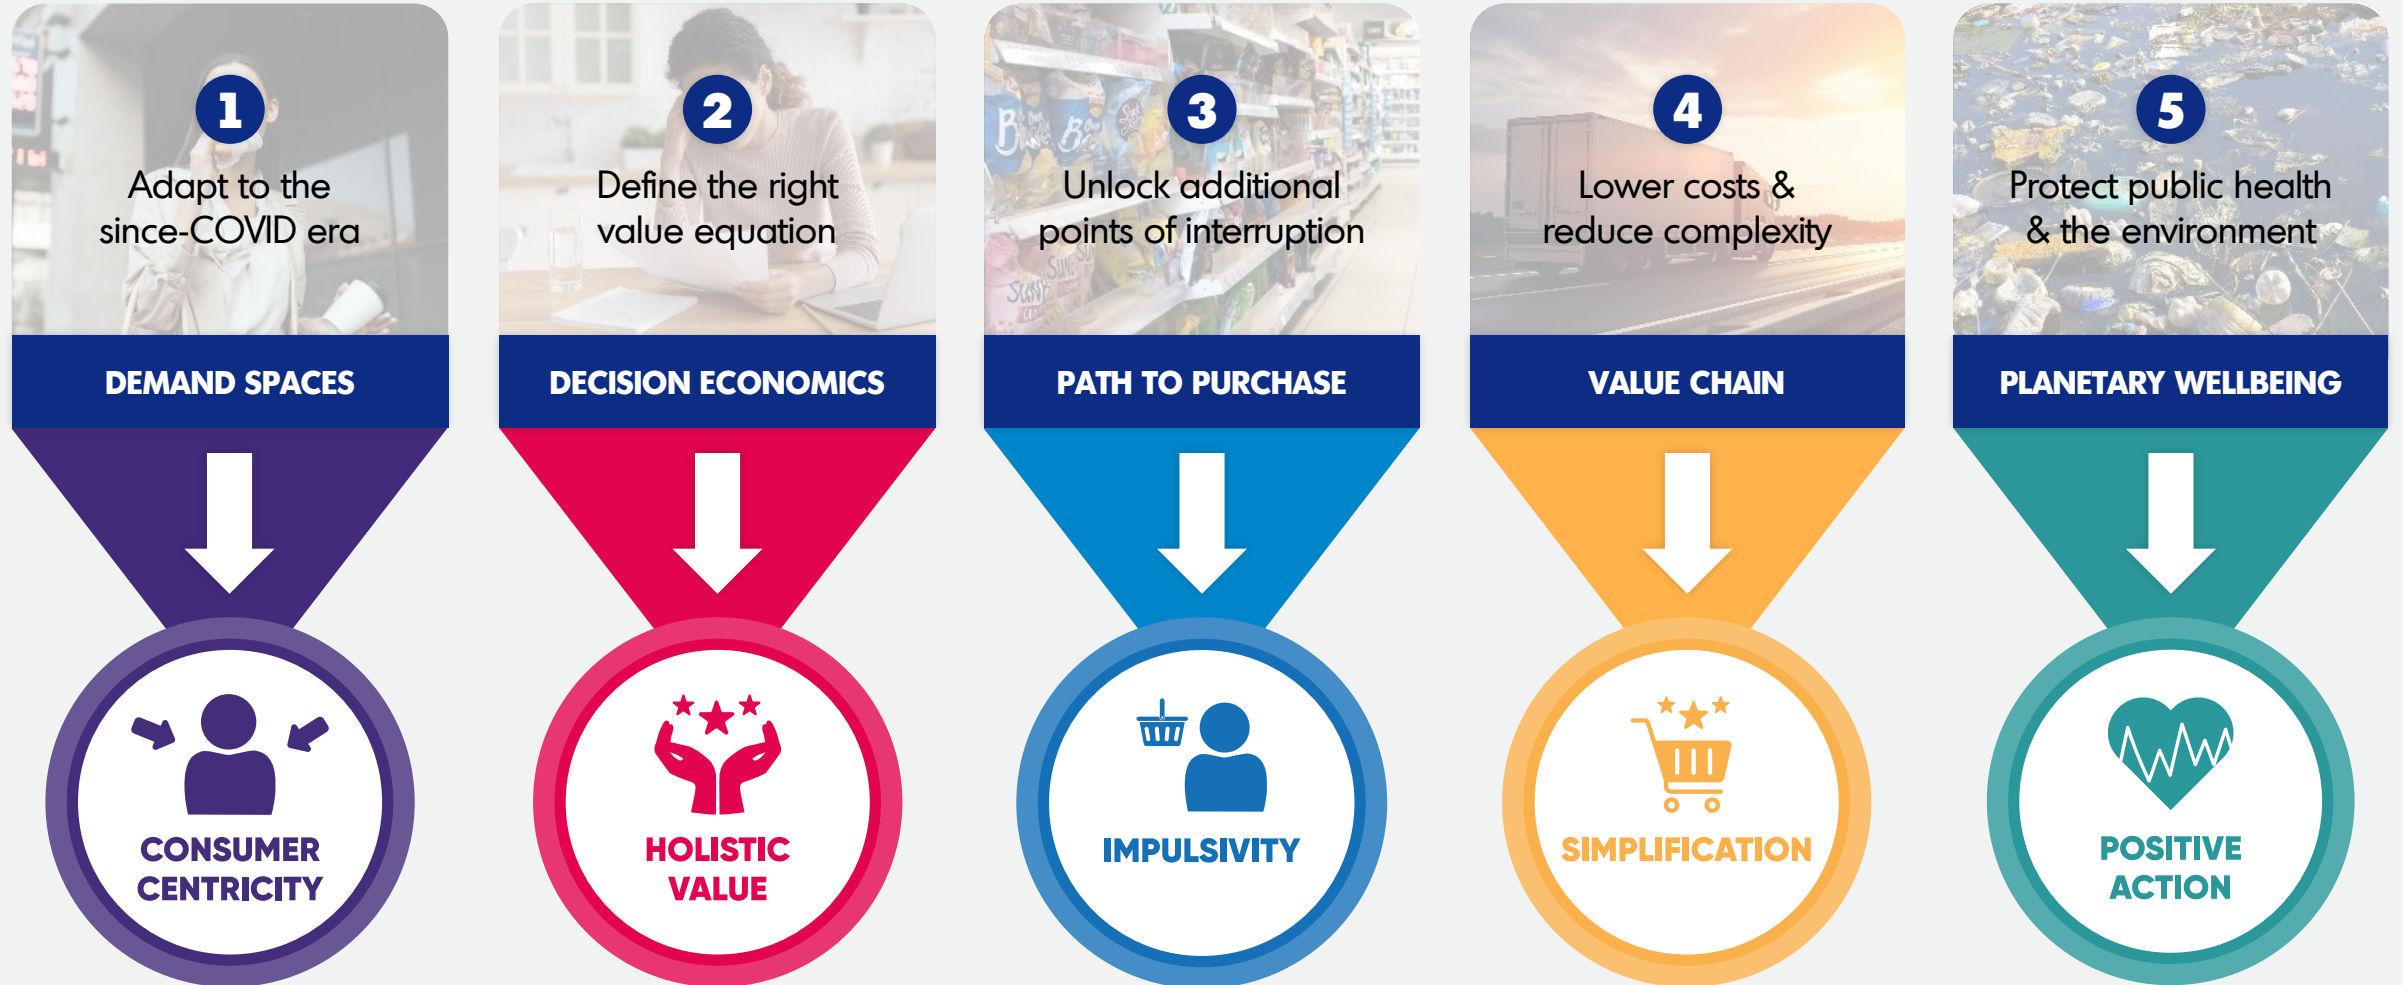 1
Adapt to the
since-COVID era
DEMAND SPACES
CONSUMER
CENTRICITY
2
Define the right
value equation
DECISION ECONOMICS
HOLISTIC
VALUE
3
Unlock additional
points of interruption
PATH TO PURCHASE
IMPULSIVITY
4
Lower costs &
reduce complexity
VALUE CHAIN
SIMPLIFICATION
5
Protect public health
& the environment
PLANETARY WELLBEING
POSITIVE
ACTION